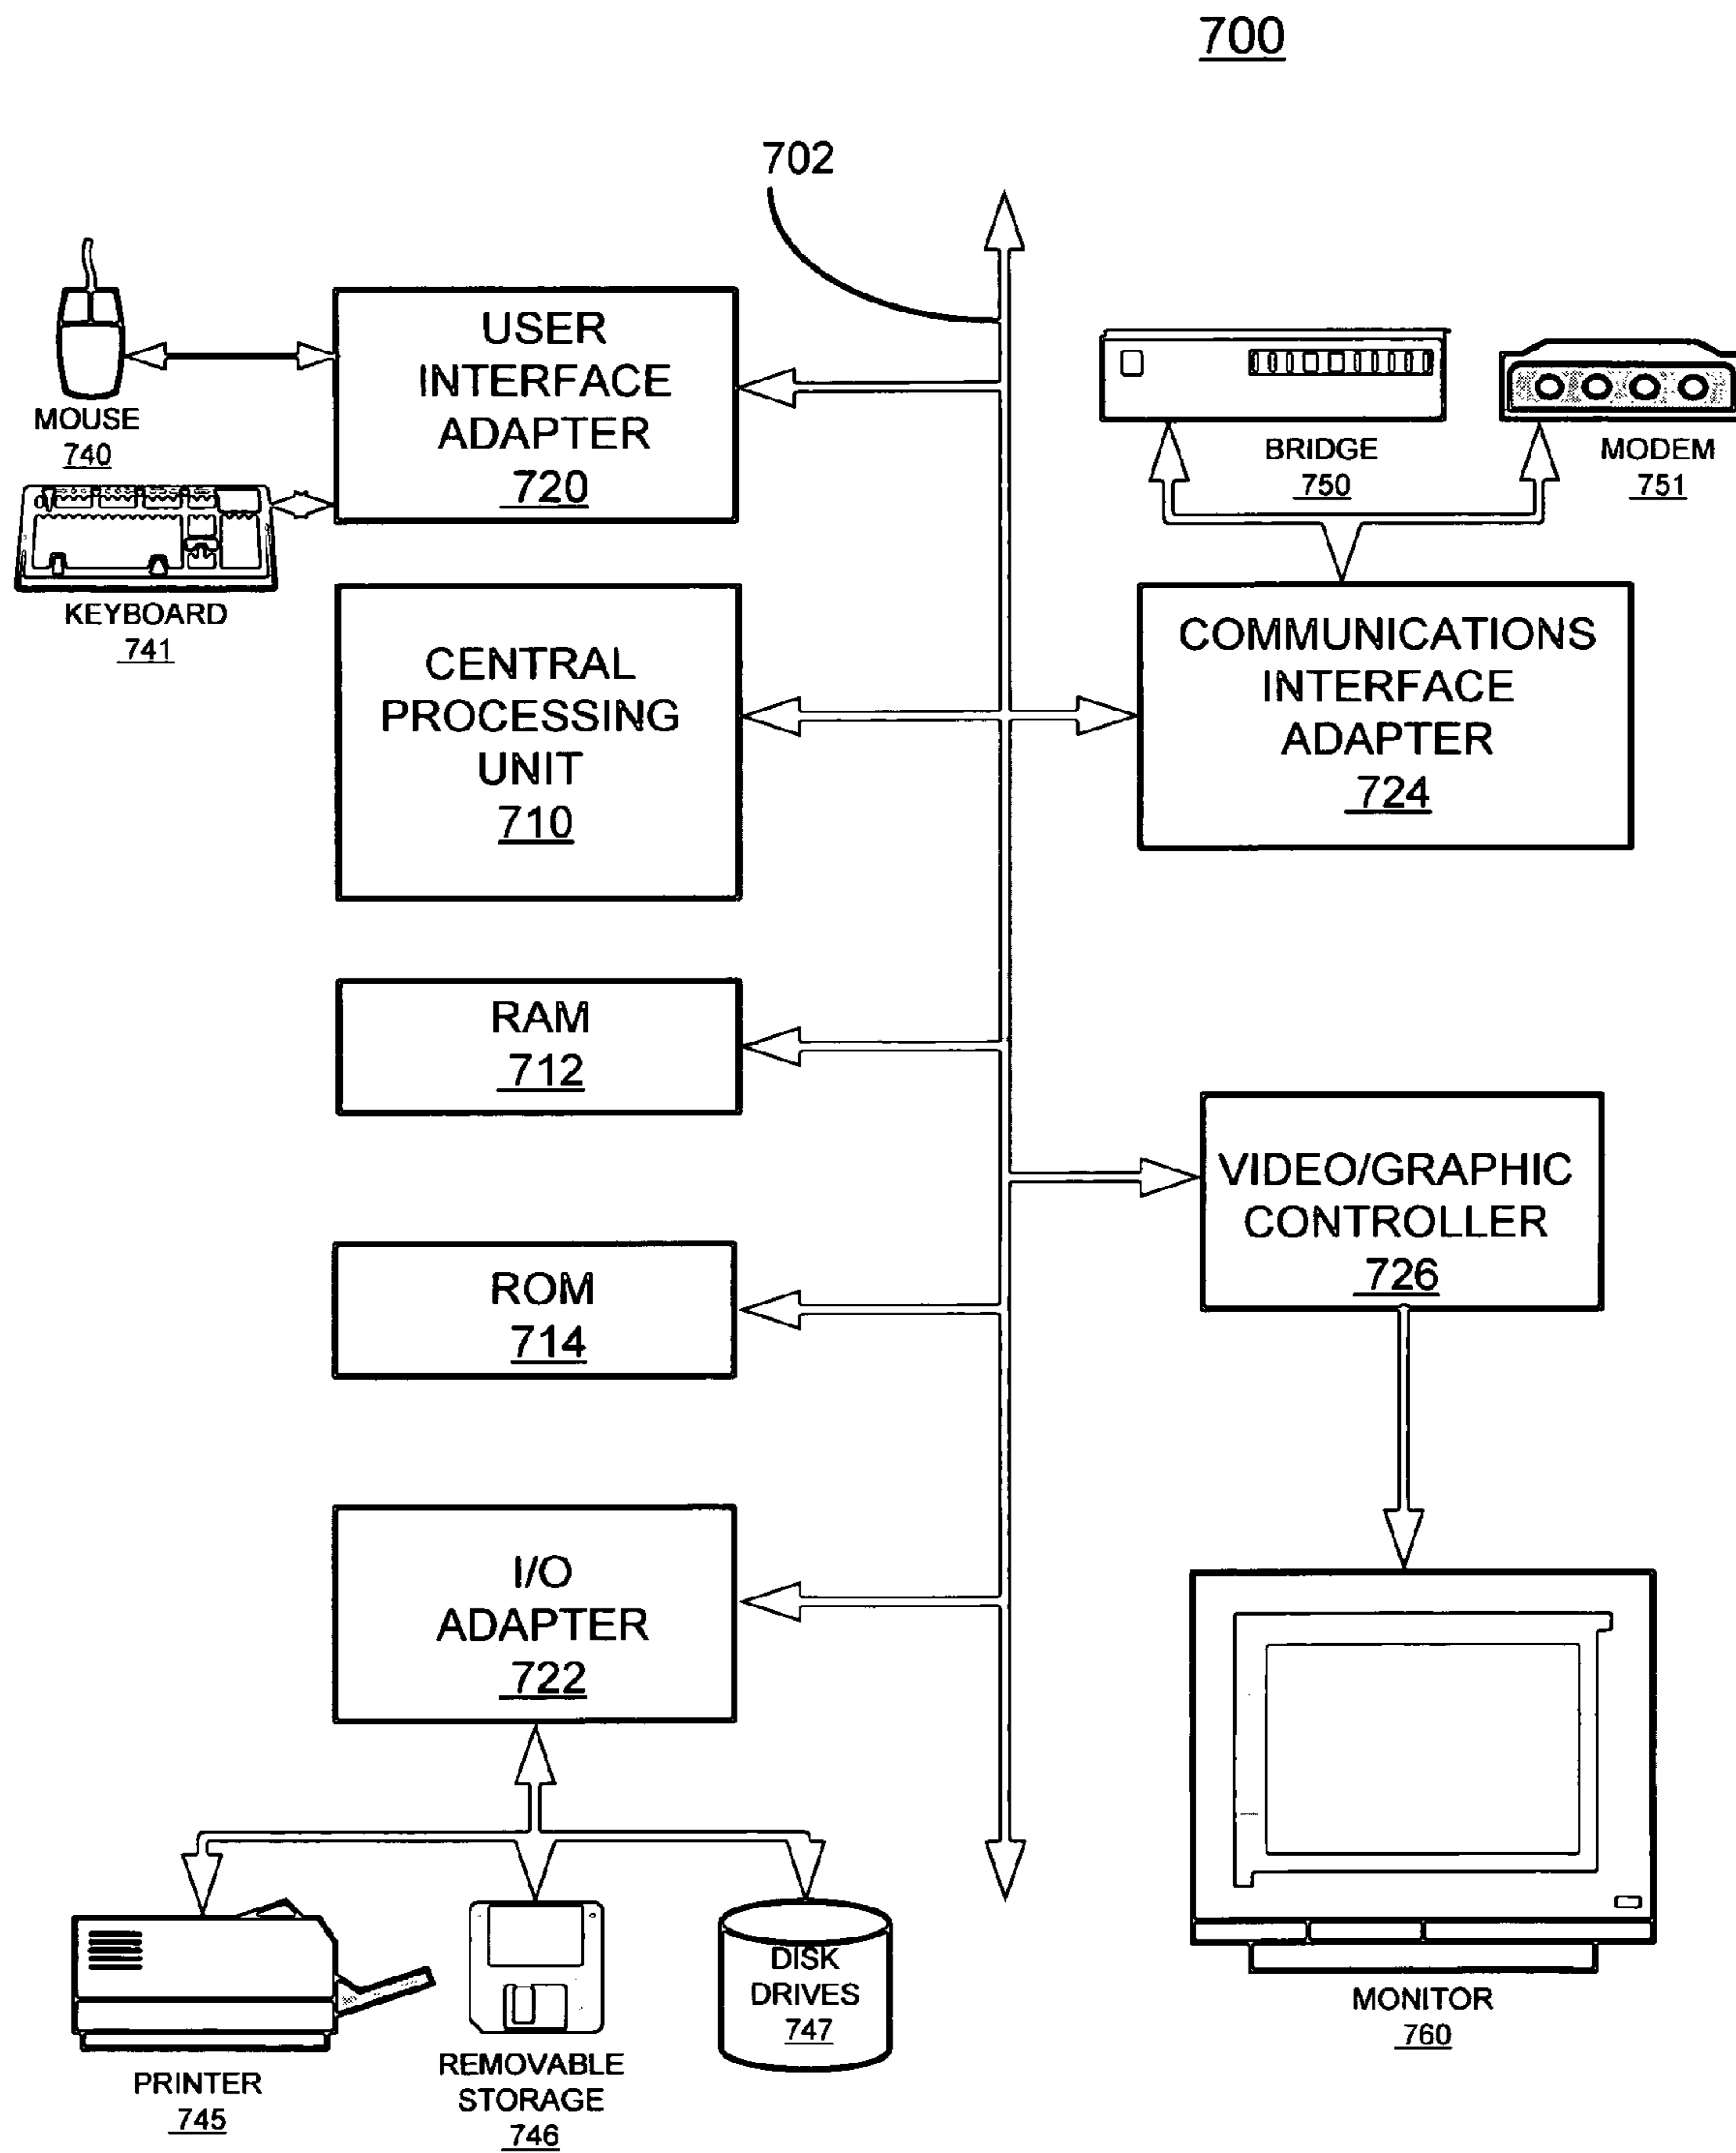 700
702
MOUSE
740
KEYBOARD
741
USER
INTERFACE
ADAPTER
720
BRIDGE
750
MODEM
751
CENTRAL
PROCESSING
UNIT
710
COMMUNICATIONS
INTERFACE
ADAPTER
724
RAM
712
VIDEO/GRAPHIC
CONTROLLER
726
ROM
714
I/O
ADAPTER
722
PRINTER
745
REMOVABLE
STORAGE
746
DISK
DRIVES
747
MONITOR
760